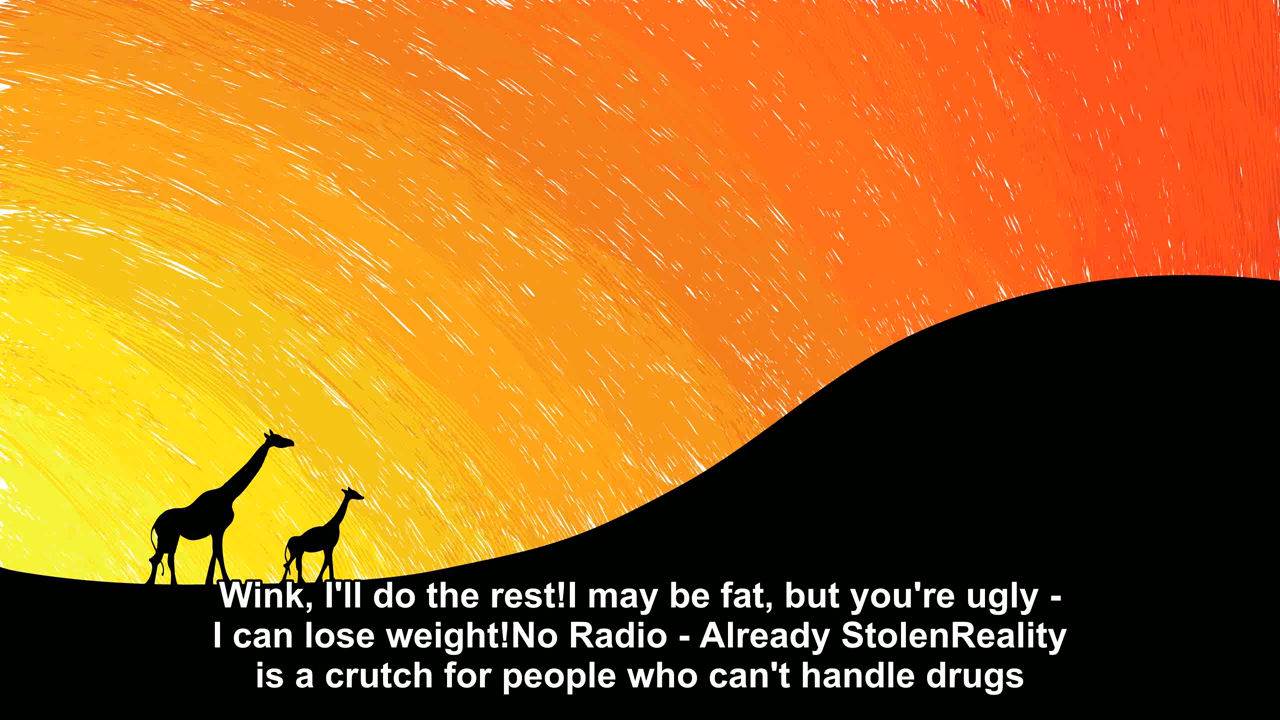 Wink, I'll do the rest!I may be fat, but you're ugly -
I can lose weight!No Radio - Already StolenReality
is a crutch for people who can't handle drugs